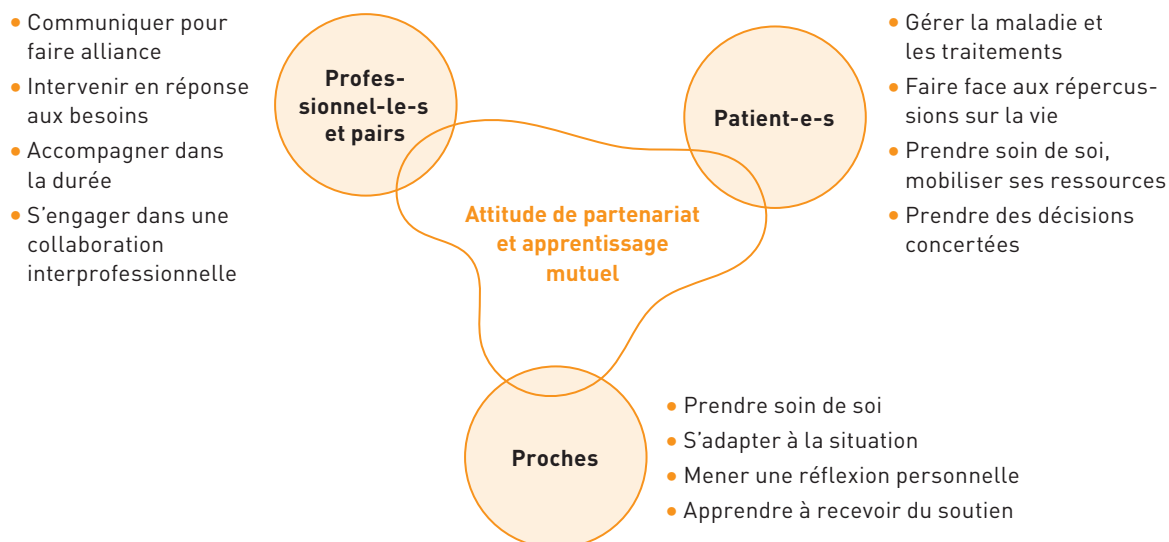 • Communiquer pour
faire alliance
• Intervenir en réponse
aux besoins
• Accompagner dans
la durée
• S'engager dans une
collaboration
interprofessionnelle
Profes-
sionnel-le-s
et pairs
Patient-e-s
• Gérer la maladie et
les traitements
• Faire face aux répercus-
sions sur la vie
• Prendre soin de soi,
mobiliser ses ressources
• Prendre des décisions
concertées
Attitude de partenariat
et apprentissage
mutuel
Proches
• Prendre soin de soi
• S'adapter à la situation
• Mener une réflexion personnelle
• Apprendre à recevoir du soutien